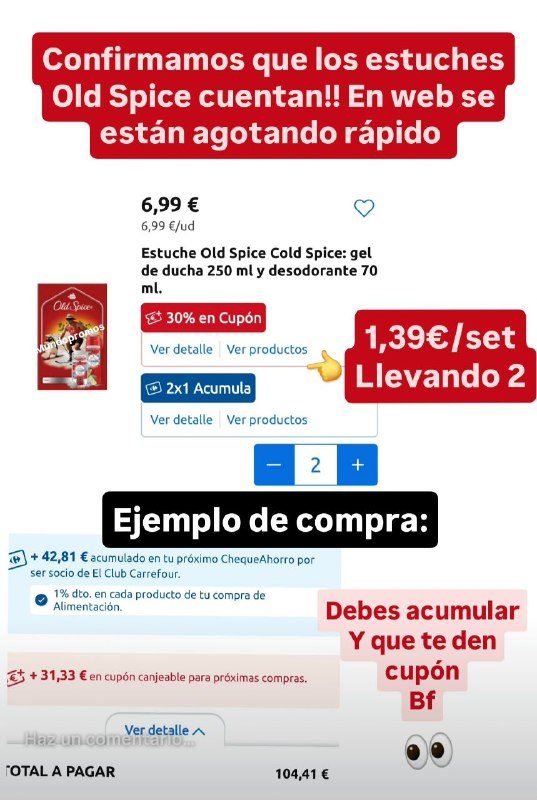 Confirmamos que los estuches
Old Spice cuentan!! En web se
están agotando rápido
6,99 €
6,99 €/ud
Estuche Old Spice Cold Spice: gel
de ducha 250 ml y desodorante 70
ml.
Old Spice
Mundopromos
30% en Cupón
Ver detalle Ver productos
1,39€/set
Llevando 2
2x1 Acumula
Ver detalle Ver productos
− 2 +
Ejemplo de compra:
+ 42,81 € acumulado en tu próximo ChequeAhorro por
ser socio de El Club Carrefour.
1% dto. en cada producto de tu compra de
Alimentación.
Debes acumular
Y que te den
cupón
Bf
+ 31,33 € en cupón canjeable para próximas compras.
Ver detalle
Haz un comentario...
TOTAL A PAGAR 104,41 €